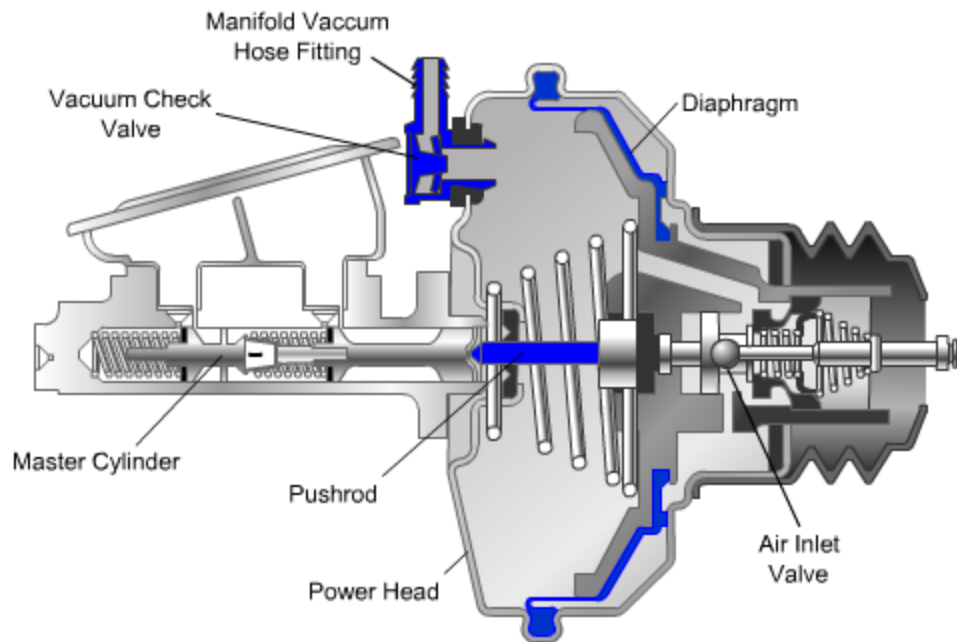 Manifold Vaccum
Hose Fitting
Vacuum Check
Valve
Diaphragm
Master Cylinder
Pushrod
Power Head
Air Inlet
Valve